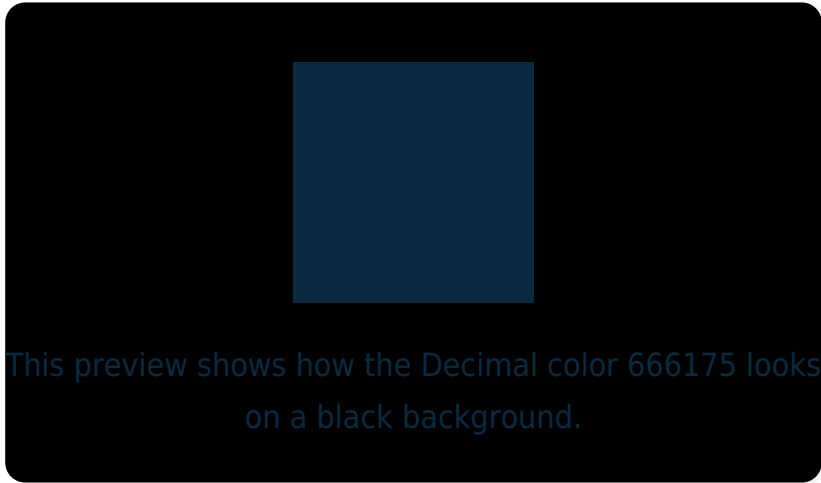 This preview shows how the Decimal color 666175 looks
on a black background.